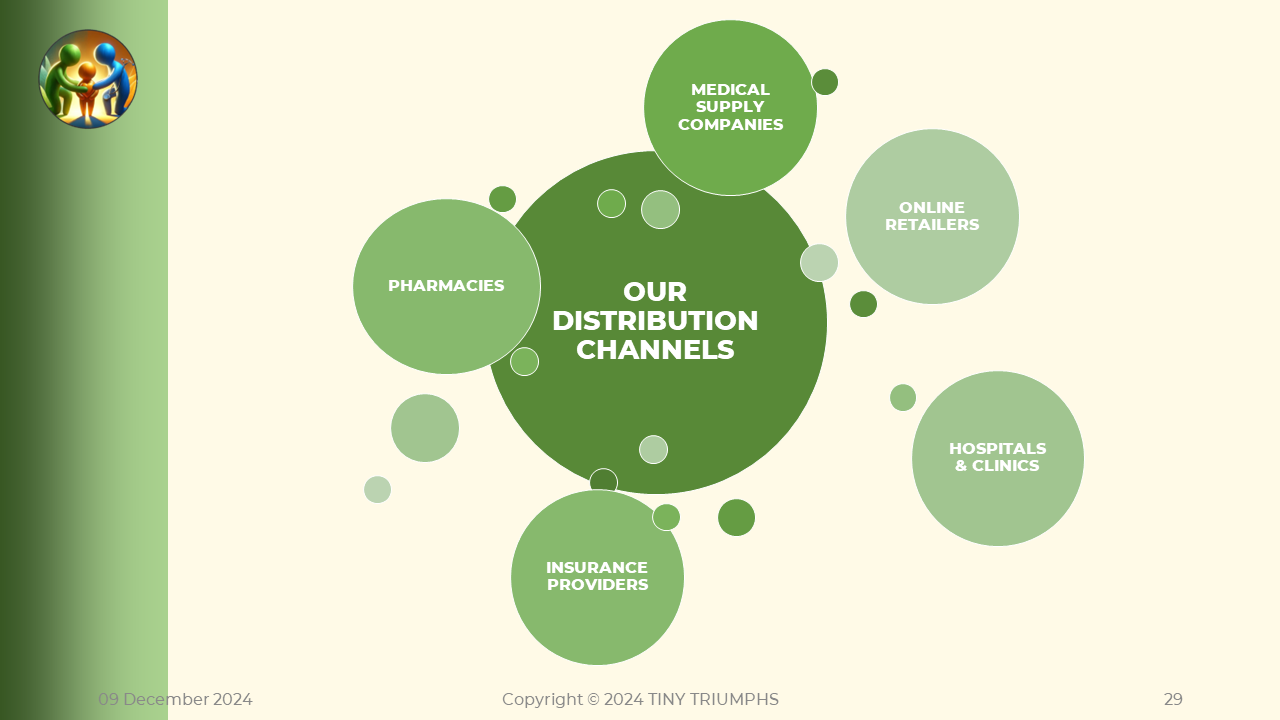 MEDICAL
SUPPLY
COMPANIES
ONLINE
RETAILERS
PHARMACIES
OUR
DISTRIBUTION
CHANNELS
HOSPITALS
& CLINICS
INSURANCE
PROVIDERS
09 December 2024
Copyright © 2024 TINY TRIUMPHS
29